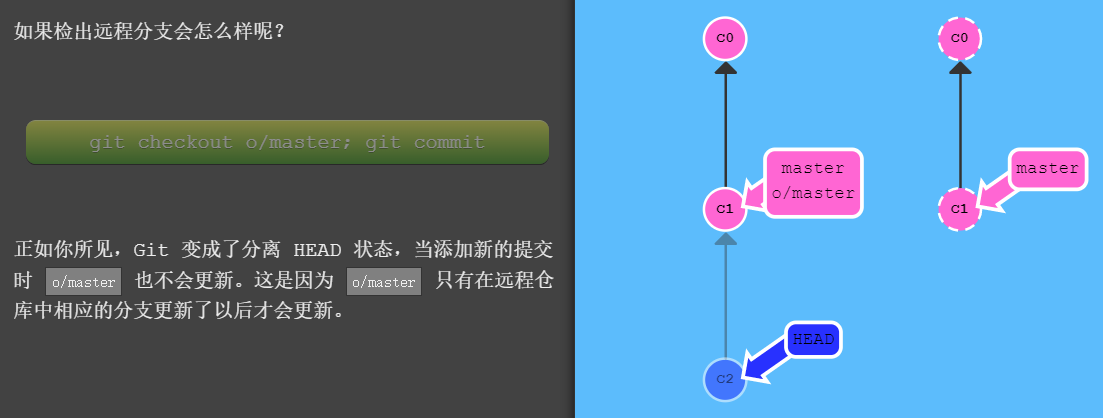 如果检出远程分支会怎么样呢?
git checkout o/master; git commit
正如你所见，Git 变成了分离 HEAD 状态，当添加新的提交
时 o/master 也不会更新。这是因为 o/master 只有在远程仓
库中相应的分支更新了以后才会更新。
C0
master
o/master
C1
HEAD
C2
C0
master
C1